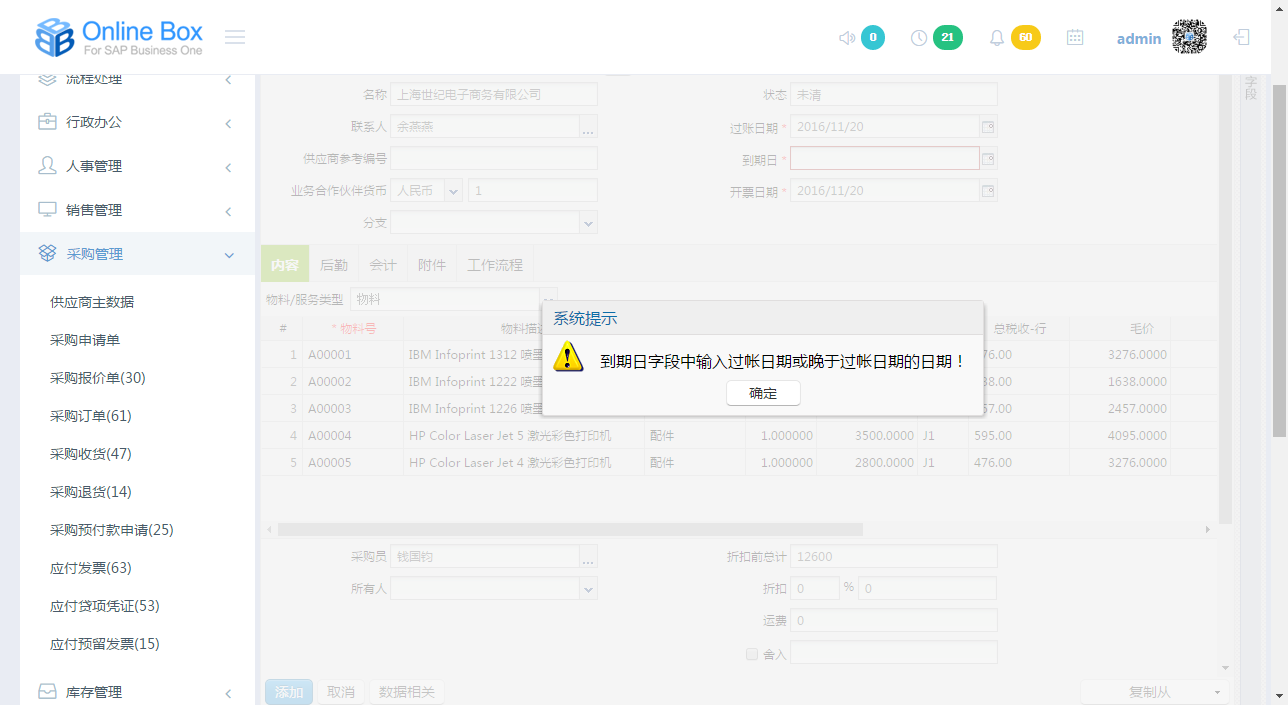 Online Box
For SAP Business One
0
21
60
admin
流程处理
行政办公
人事管理
销售管理
采购管理
供应商主数据
采购申请单
采购报价单(30)
采购订单(61)
采购收货(47)
采购退货(14)
采购预付款申请(25)
应付发票(63)
应付贷项凭证(53)
应付预留发票(15)
库存管理
名称 上海世纪电子商务有限公司
状态 未清
字段
联系人 余燕燕 ...
过账日期 * 2016/11/20
供应商参考编号
到期日 *
业务合作伙伴货币 人民币 1
开票日期 * 2016/11/20
分支
内容 后勤 会计 附件 工作流程
物料/服务类型 物料
# * 物料号 物料描述 总税收-行 毛价
1 A00001 IBM Infoprint 1312 喷墨 76.00 3276.0000
2 A00002 IBM Infoprint 1222 喷墨 38.00 1638.0000
3 A00003 IBM Infoprint 1226 喷墨 57.00 2457.0000
4 A00004 HP Color Laser Jet 5 激光彩色打印机 配件 1.000000 3500.0000 J1 595.00 4095.0000
5 A00005 HP Color Laser Jet 4 激光彩色打印机 配件 1.000000 2800.0000 J1 476.00 3276.0000
系统提示
到期日字段中输入过帐日期或晚于过帐日期的日期！
确定
采购员 钱国钧 ...
折扣前总计 12600
所有人
折扣 0 % 0
运费 0
舍入
添加 取消 数据相关 复制从